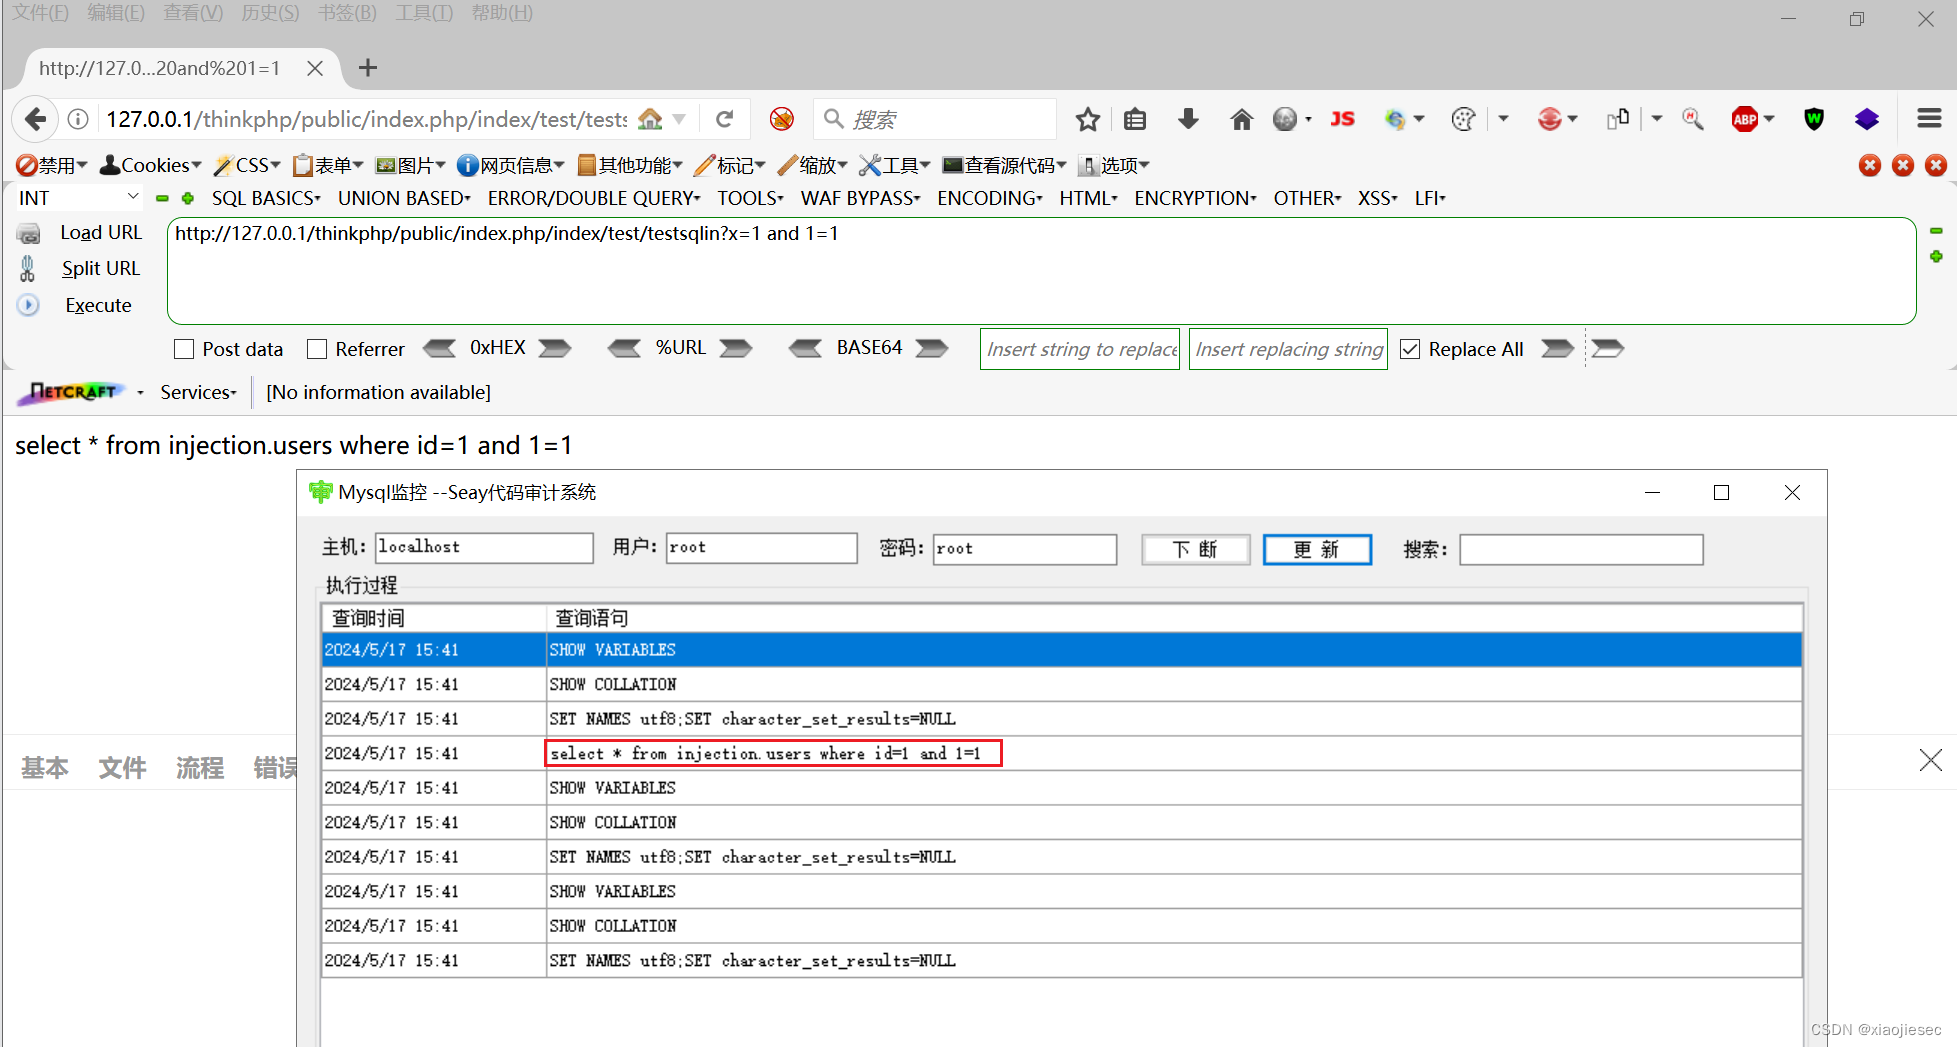 文件(F) 编辑(E) 查看(V) 历史(S) 书签(B) 工具(T) 帮助(H)
http://127.0...20and%201=1
127.0.0.1/thinkphp/public/index.php/index/test/tests
搜索
JS
ABP
W
禁用 Cookies CSS 表单 图片 网页信息 其他功能 标记 缩放 工具 查看源代码 选项
INT SQL BASICS UNION BASED ERROR/DOUBLE QUERY TOOLS WAF BYPASS ENCODING HTML ENCRYPTION OTHER XSS LFI
Load URL
http://127.0.0.1/thinkphp/public/index.php/index/test/testsqlin?x=1 and 1=1
Split URL
Execute
Post data Referrer 0xHEX %URL BASE64 Insert string to replace Insert replacing string Replace All
NETCRAFT Services [No information available]
select * from injection.users where id=1 and 1=1
Mysql监控 --Seay代码审计系统
主机: localhost 用户: root 密码: root 下 断 更 新 搜索:
执行过程
查询时间 查询语句
2024/5/17 15:41 SHOW VARIABLES
2024/5/17 15:41 SHOW COLLATION
2024/5/17 15:41 SET NAMES utf8;SET character_set_results=NULL
2024/5/17 15:41 select * from injection.users where id=1 and 1=1
2024/5/17 15:41 SHOW VARIABLES
2024/5/17 15:41 SHOW COLLATION
2024/5/17 15:41 SET NAMES utf8;SET character_set_results=NULL
2024/5/17 15:41 SHOW VARIABLES
2024/5/17 15:41 SHOW COLLATION
2024/5/17 15:41 SET NAMES utf8;SET character_set_results=NULL
基本 文件 流程 错误
CSDN @xiaojiesec